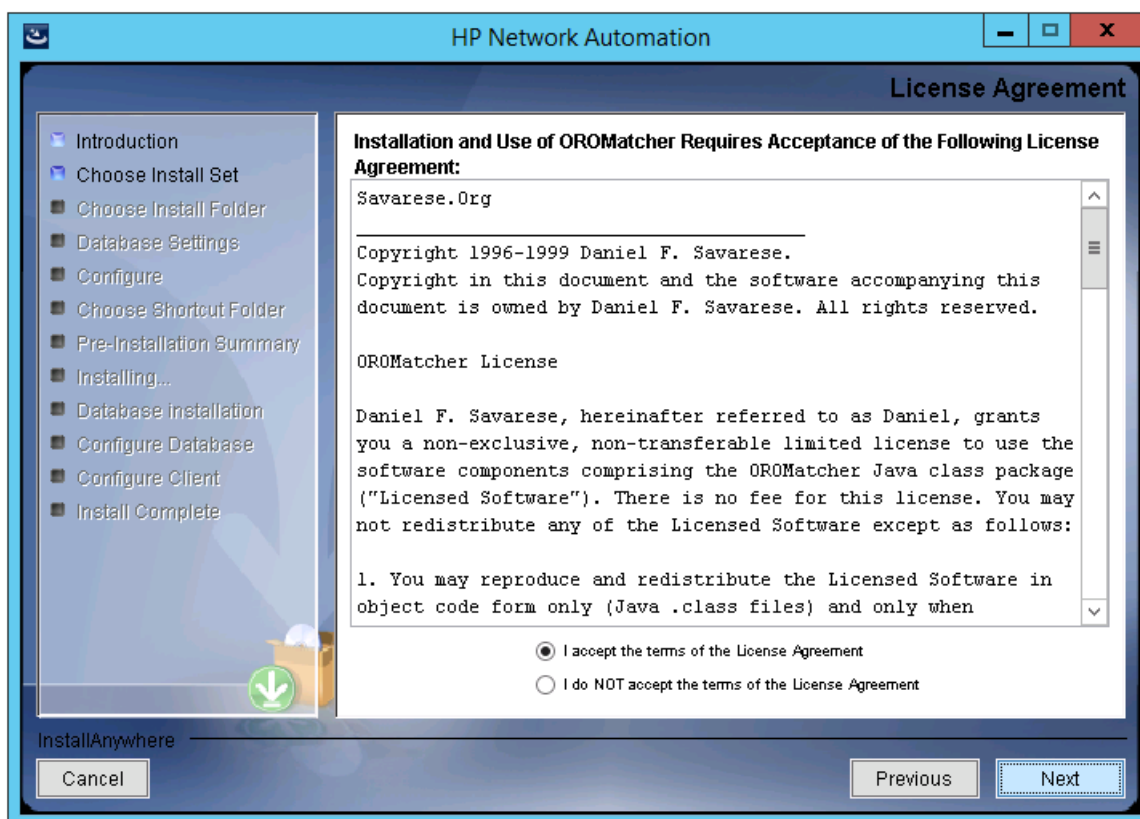 HP Network Automation
License Agreement
Introduction
Choose Install Set
Choose Install Folder
Database Settings
Configure
Choose Shortcut Folder
Pre-Installation Summary
Installing...
Database installation
Configure Database
Configure Client
Install Complete
Installation and Use of OROMatcher Requires Acceptance of the Following License
Agreement:
Savarese.Org
Copyright 1996-1999 Daniel F. Savarese.
Copyright in this document and the software accompanying this
document is owned by Daniel F. Savarese. All rights reserved.
OROMatcher License
Daniel F. Savarese, hereinafter referred to as Daniel, grants
you a non-exclusive, non-transferable limited license to use the
software components comprising the OROMatcher Java class package
("Licensed Software"). There is no fee for this license. You may
not redistribute any of the Licensed Software except as follows:
1. You may reproduce and redistribute the Licensed Software in
object code form only (Java .class files) and only when
I accept the terms of the License Agreement
I do NOT accept the terms of the License Agreement
InstallAnywhere
Cancel
Previous
Next